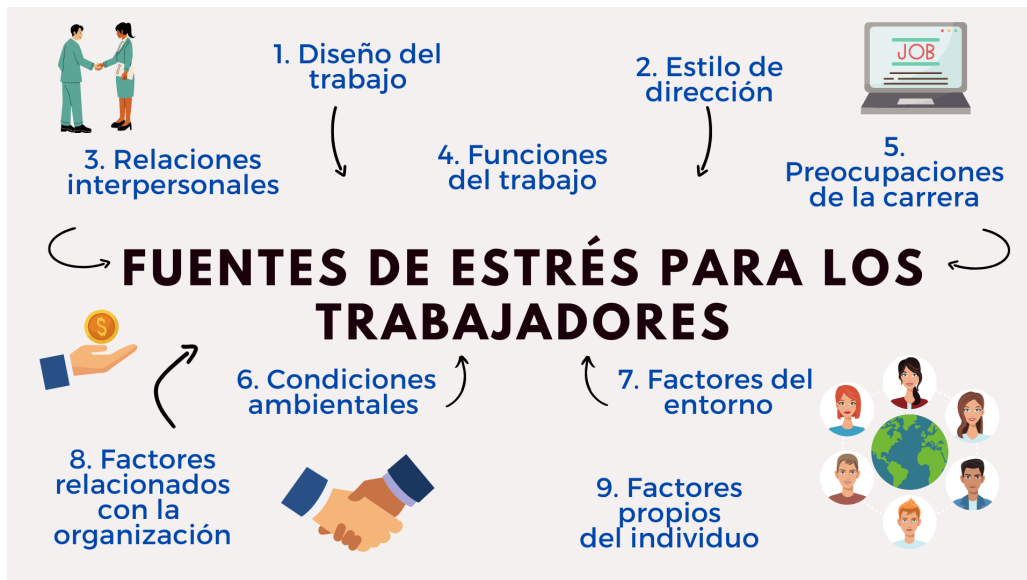 1. Diseño del
trabajo
2. Estilo de
dirección
JOB
3. Relaciones
interpersonales
4. Funciones
del trabajo
5.
Preocupaciones
de la carrera
FUENTES DE ESTRÉS PARA LOS
TRABAJADORES
6. Condiciones
ambientales
7. Factores del
entorno
8. Factores
relacionados
con la
organización
9. Factores
propios
del individuo